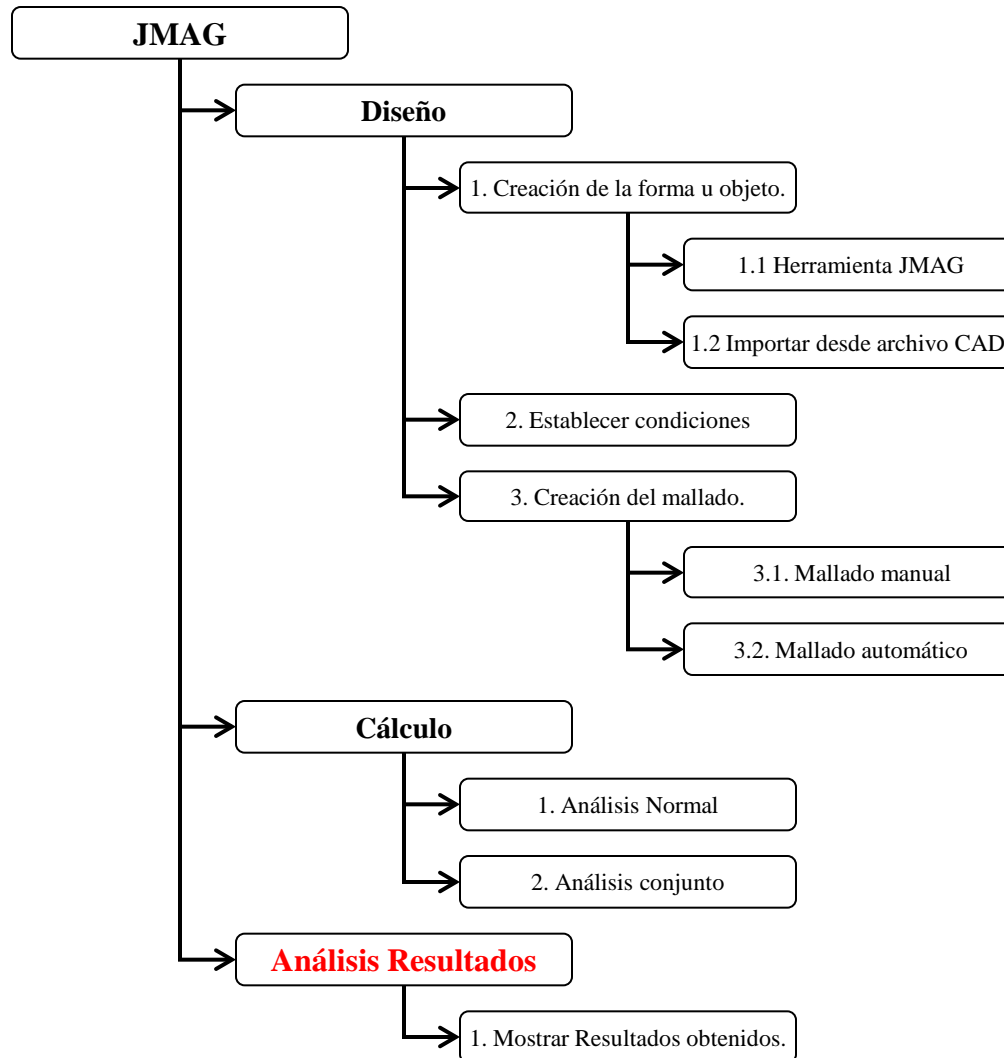 JMAG
Diseño
1. Creación de la forma u objeto.
1.1 Herramienta JMAG
1.2 Importar desde archivo CAD
2. Establecer condiciones
3. Creación del mallado.
3.1. Mallado manual
3.2. Mallado automático
Cálculo
1. Análisis Normal
2. Análisis conjunto
Análisis Resultados
1. Mostrar Resultados obtenidos.